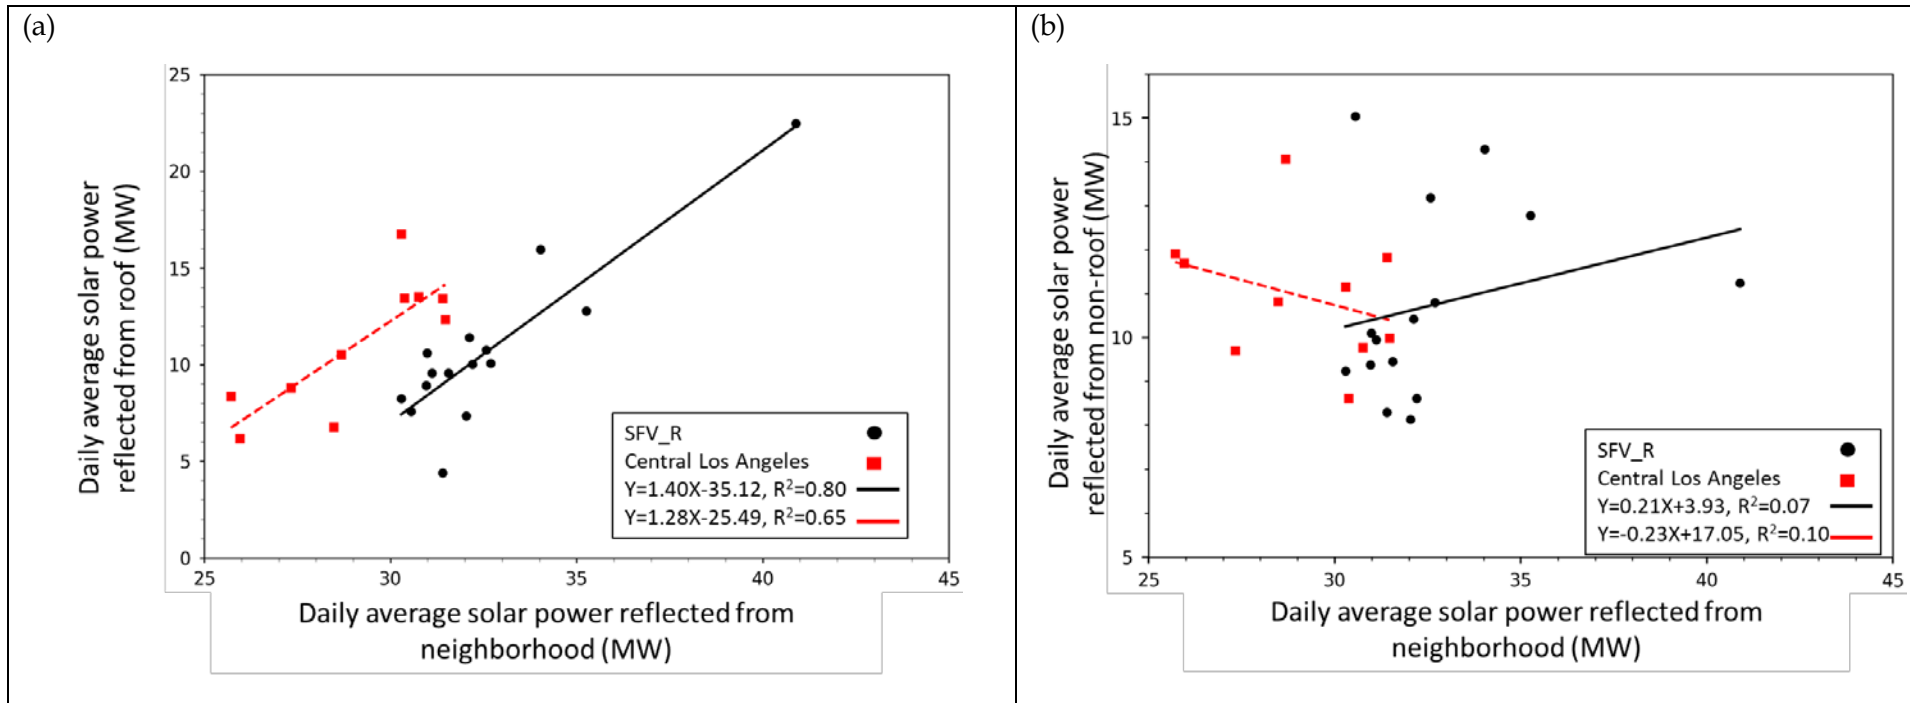 (a)
25
20
15
10
5
0
25
30
35
40
45
Daily average solar power
reflected from roof (MW)
SFV_R
Central Los Angeles
Y=1.40X-35.12, R²=0.80
Y=1.28X-25.49, R²=0.65
Daily average solar power reflected from
neighborhood (MW)
(b)
15
10
5
25
30
35
40
45
Daily average solar power
reflected from non-roof (MW)
SFV_R
Central Los Angeles
Y=0.21X+3.93, R²=0.07
Y=-0.23X+17.05, R²=0.10
Daily average solar power reflected from
neighborhood (MW)